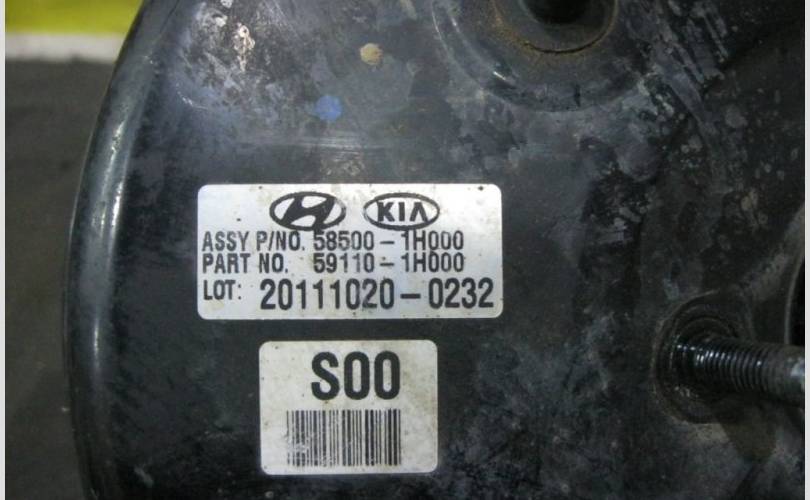 KIA
ASSY P/NO. 58500-1H000
PART NO. 59110-1H000
LOT: 20111020-0232
S00